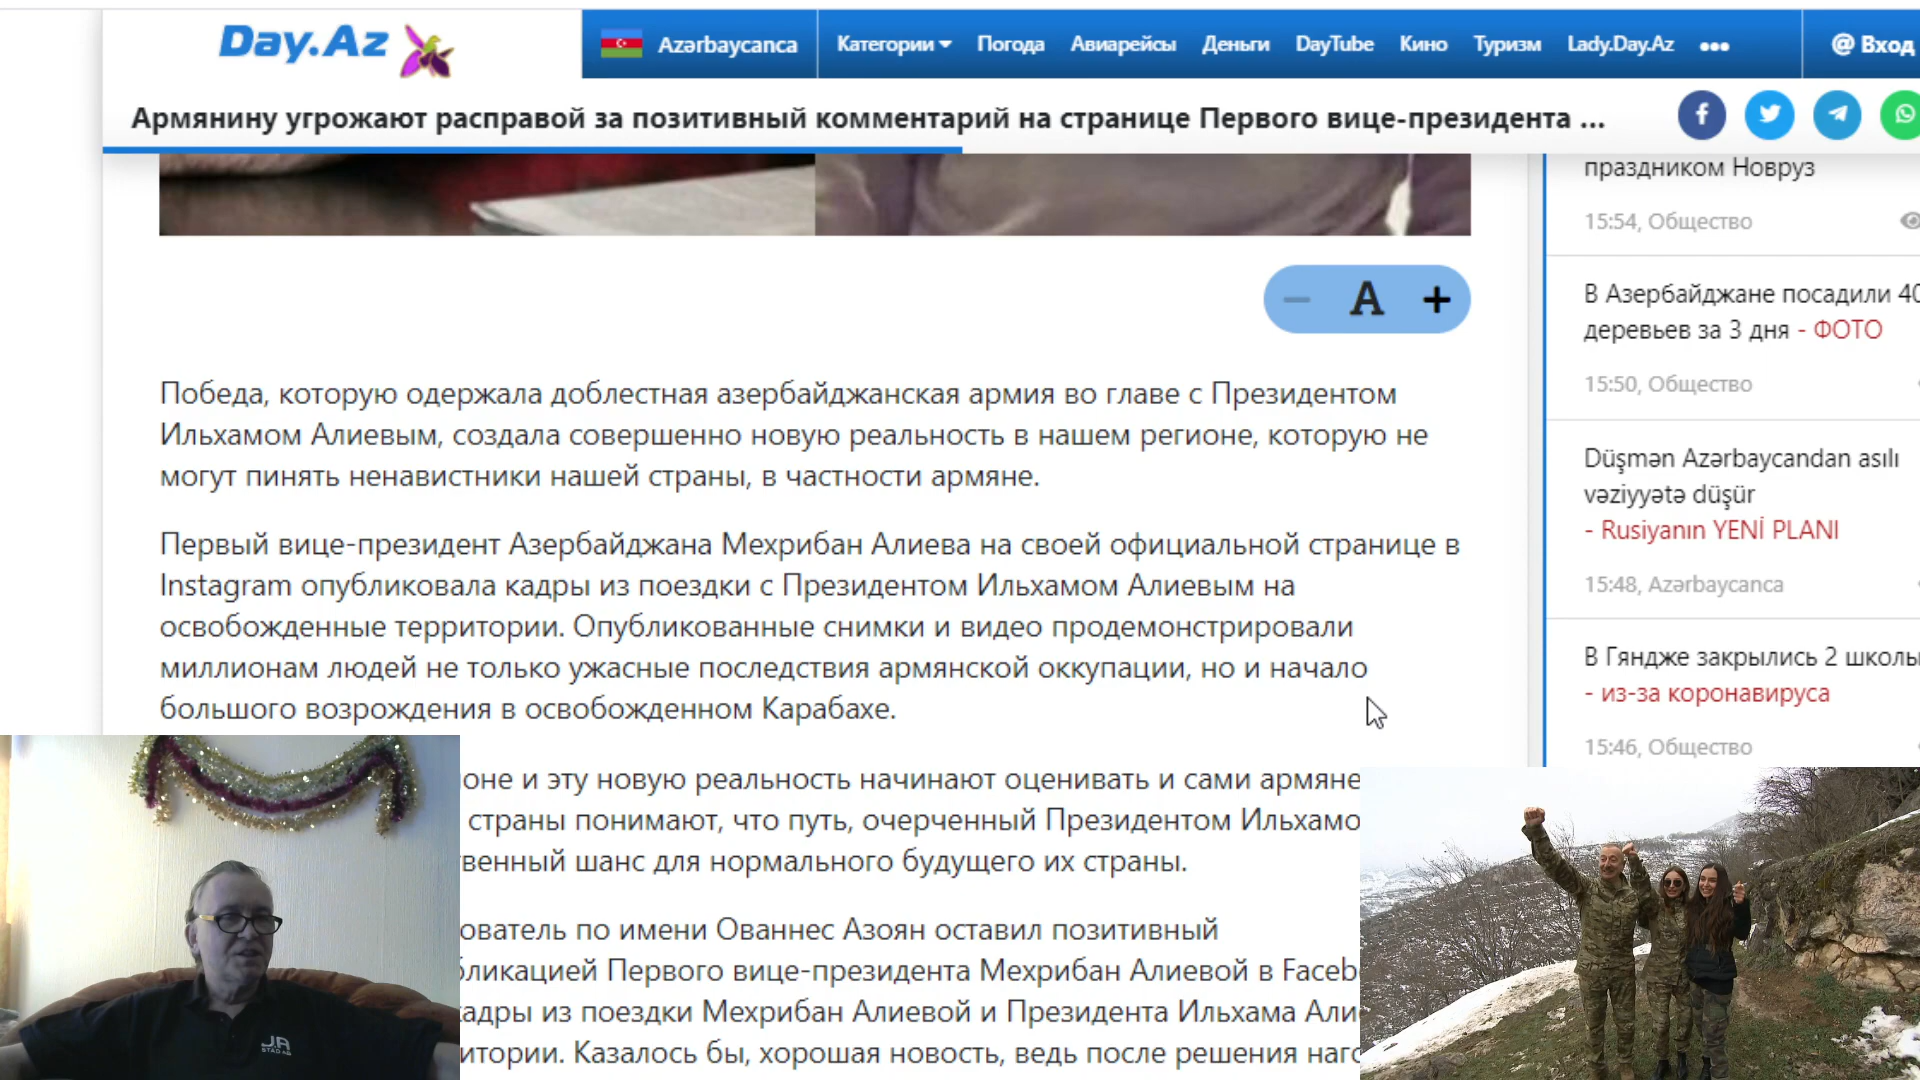 Day.Az
Azərbaycanca
Категории Погода Авиарейсы Деньги DayTube Кино Туризм Lady.Day.Az ••• @ Вход
Армянину угрожают расправой за позитивный комментарий на странице Первого вице-президента ...
праздником Новруз
15:54, Общество
− A +
В Азербайджане посадили 40
деревьев за 3 дня - ФОТО
15:50, Общество
Düşmən Azərbaycandan asılı
vəziyyətə düşür
- Rusiyanın YENİ PLANI
15:48, Azərbaycanca
В Гяндже закрылись 2 школы
- из-за коронавируса
15:46, Общество
Победа, которую одержала доблестная азербайджанская армия во главе с Президентом
Ильхамом Алиевым, создала совершенно новую реальность в нашем регионе, которую не
могут пинять ненавистники нашей страны, в частности армяне.
Первый вице-президент Азербайджана Мехрибан Алиева на своей официальной странице в
Instagram опубликовала кадры из поездки с Президентом Ильхамом Алиевым на
освобожденные территории. Опубликованные снимки и видео продемонстрировали
миллионам людей не только ужасные последствия армянской оккупации, но и начало
большого возрождения в освобожденном Карабахе.
оне и эту новую реальность начинают оценивать и сами армяне
страны понимают, что путь, очерченный Президентом Ильхамо
венный шанс для нормального будущего их страны.
ователь по имени Ованнес Азоян оставил позитивный
бликацией Первого вице-президента Мехрибан Алиевой в Faceb
адры из поездки Мехрибан Алиевой и Президента Ильхама Али
итории. Казалось бы, хорошая новость, ведь после решения наго